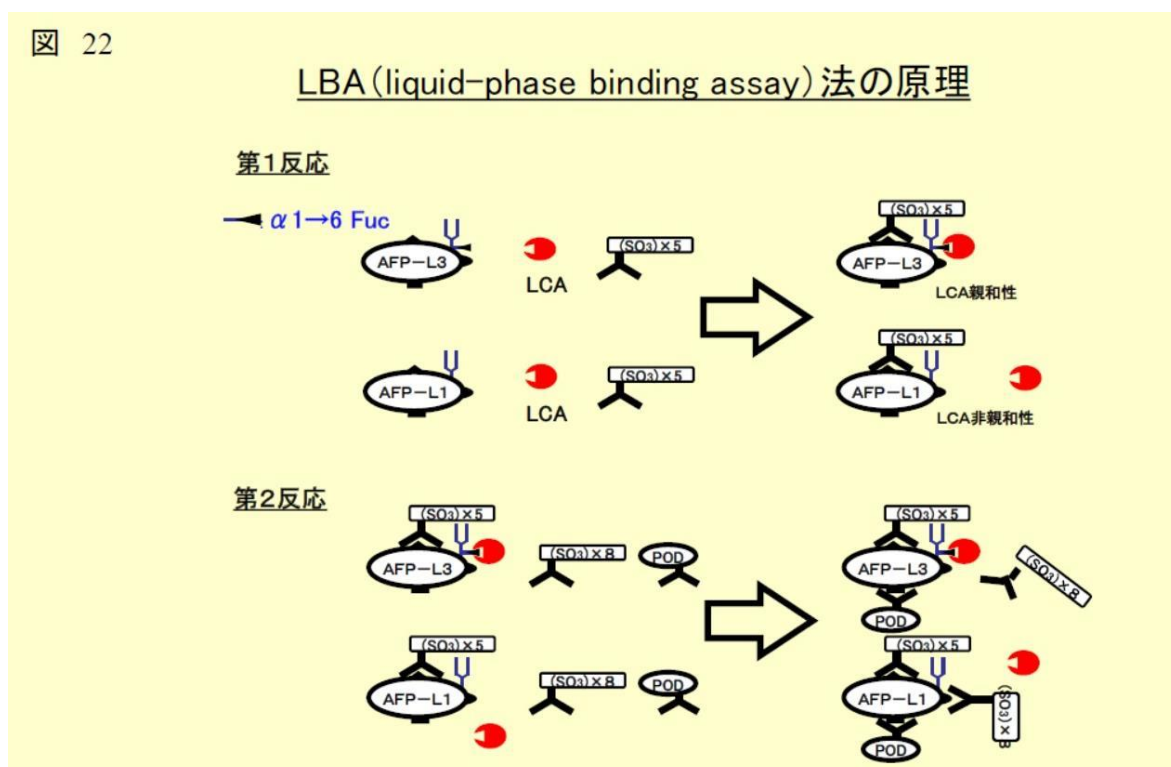 図 22
LBA(liquid-phase binding assay)法の原理
第1反応
α1→6 Fuc
AFP-L3
LCA
(SO3)×5
(SO3)×5
AFP-L3
LCA親和性
AFP-L1
LCA
(SO3)×5
(SO3)×5
AFP-L1
LCA非親和性
第2反応
(SO3)×5
AFP-L3
(SO3)×8
POD
(SO3)×5
AFP-L3
(SO3)×8
POD
(SO3)×5
AFP-L1
(SO3)×8
POD
(SO3)×5
AFP-L1
(SO3)×8
POD